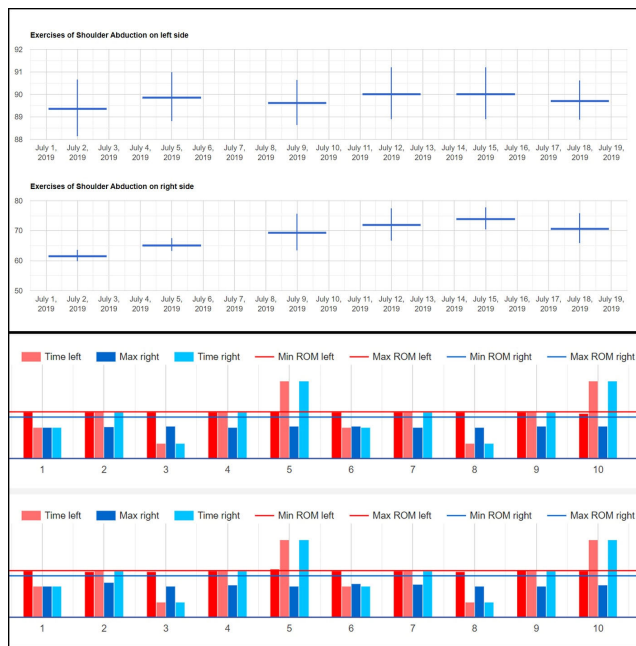 Exercises of Shoulder Abduction on left side
92
91
90
89
88
July 1, July 2, July 3, July 4, July 5, July 6, July 7, July 8, July 9, July 10, July 11, July 12, July 13, July 14, July 15, July 16, July 17, July 18, July 19,
2019 2019 2019 2019 2019 2019 2019 2019 2019 2019 2019 2019 2019 2019 2019 2019 2019 2019 2019
Exercises of Shoulder Abduction on right side
80
70
60
50
July 1, July 2, July 3, July 4, July 5, July 6, July 7, July 8, July 9, July 10, July 11, July 12, July 13, July 14, July 15, July 16, July 17, July 18, July 19,
2019 2019 2019 2019 2019 2019 2019 2019 2019 2019 2019 2019 2019 2019 2019 2019 2019 2019 2019
Time left Max right Time right Min ROM left Max ROM left Min ROM right Max ROM right
1 2 3 4 5 6 7 8 9 10
Time left Max right Time right Min ROM left Max ROM left Min ROM right Max ROM right
1 2 3 4 5 6 7 8 9 10